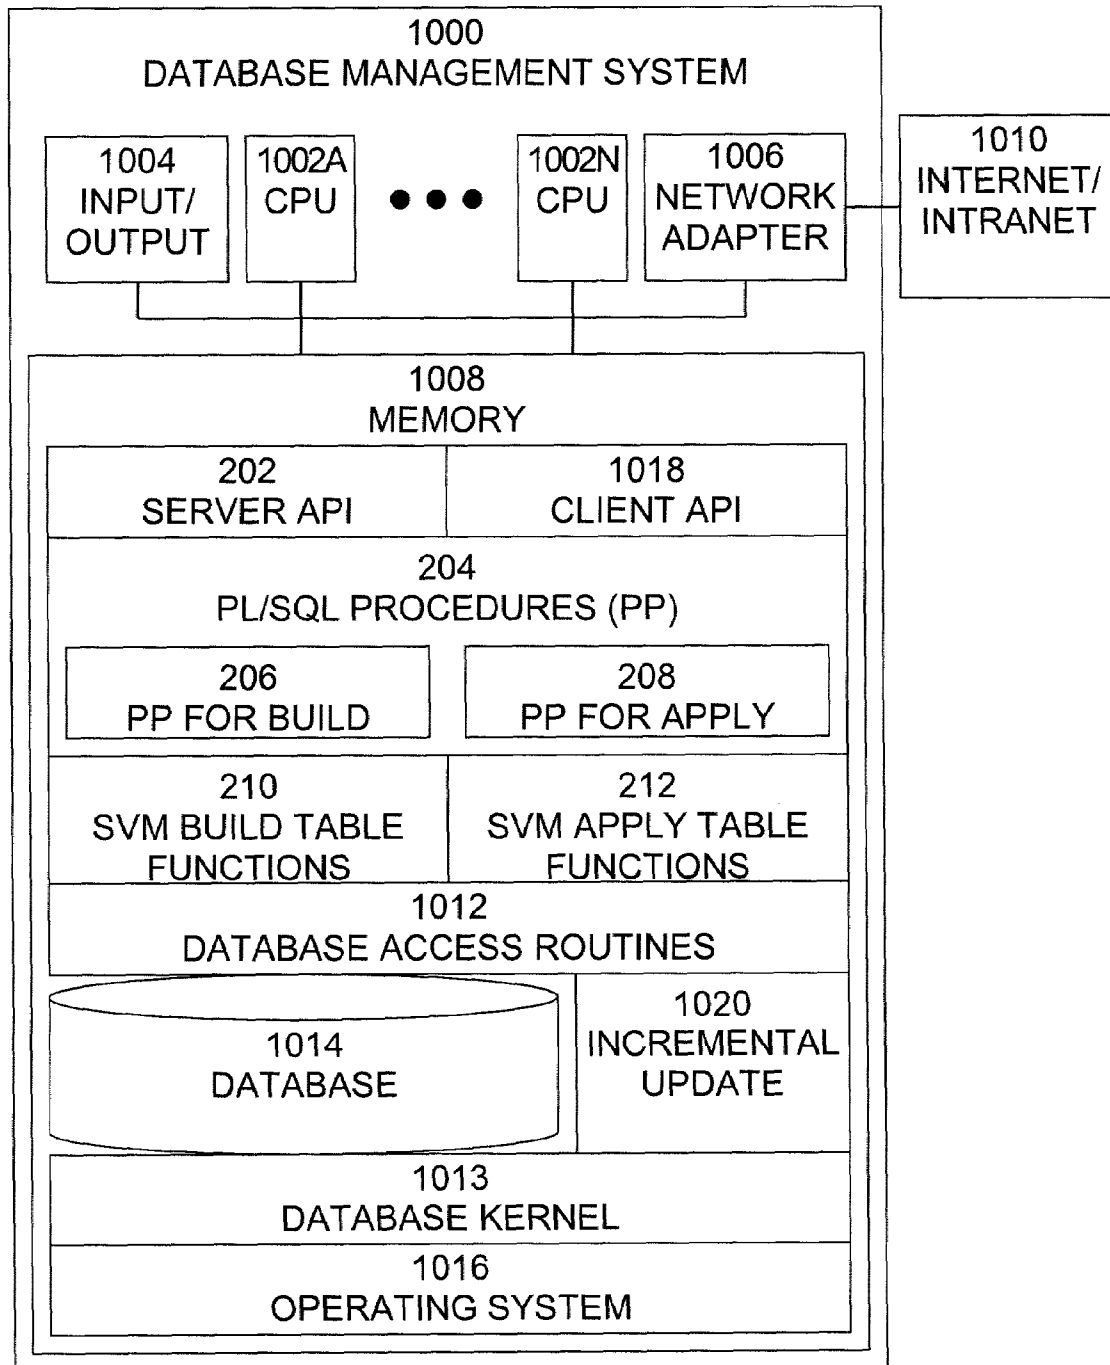 1000
DATABASE MANAGEMENT SYSTEM
1004
INPUT/
OUTPUT
1002A
CPU
1002N
CPU
1006
NETWORK
ADAPTER
1010
INTERNET/
INTRANET
1008
MEMORY
202
SERVER API
1018
CLIENT API
204
PL/SQL PROCEDURES (PP)
206
PP FOR BUILD
208
PP FOR APPLY
210
SVM BUILD TABLE
FUNCTIONS
212
SVM APPLY TABLE
FUNCTIONS
1012
DATABASE ACCESS ROUTINES
1014
DATABASE
1020
INCREMENTAL
UPDATE
1013
DATABASE KERNEL
1016
OPERATING SYSTEM